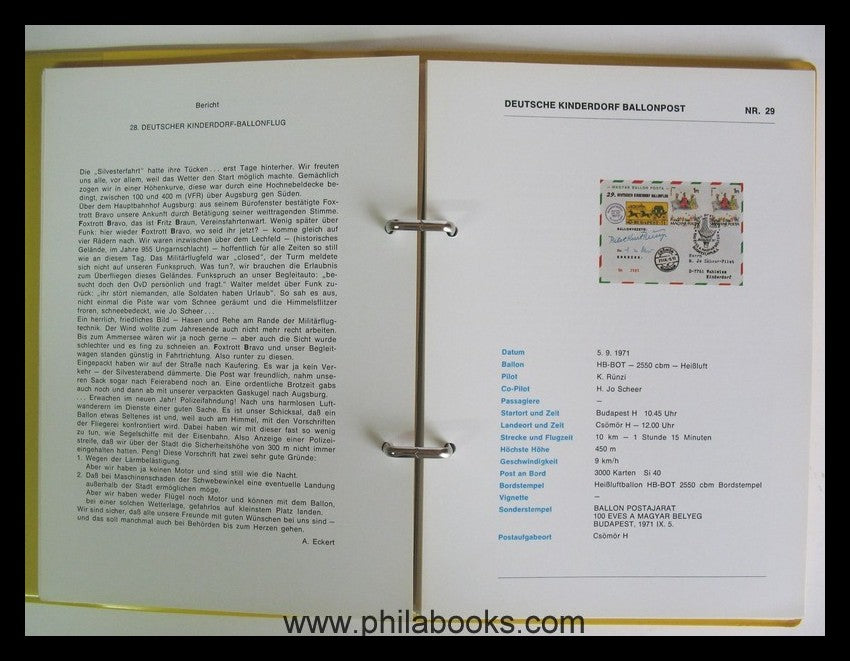 Bericht
28. DEUTSCHER KINDERDORF-BALLONFLUG
Die „Silvesterfahrt" hatte ihre Tücken... erst Tage hinterher. Wir freuten
uns alle, vor allem, weil das Wetter den Start möglich machte. Gemächlich
zogen wir in einer Höhenkurve, diese war durch eine Hochnebeldecke be-
dingt, zwischen 100 und 400 m (VFR) über Augsburg gen Süden.
Über dem Hauptbahnhof Augsburg: aus seinem Bürofenster bestätigte Fox-
trott Bravo unsere Ankunft durch Betätigung seiner weittragenden Stimme.
Foxtrott Bravo, das ist Fritz Braun, Vereinsfahrtenwart. Wenig später über
Funk: hier wieder Foxtrott Bravo, wo seid ihr jetzt? – komme gleich auf
vier Rädern nach. Wir waren inzwischen über dem Lechfeld – (historisches
Gelände, im Jahre 955 Ungarnschlacht) – hoffentlich für alle Zeiten so still
wie an diesem Tag. Das Militärflugfeld war „closed", der Turm meldete
sich nicht auf unseren Funkspruch. Was tun?, wir brauchen die Erlaubnis
zum Überfliegen dieses Geländes. Funkspruch an unser Begleitauto: „be-
sucht doch den OvD persönlich und fragt." Walter meldet über Funk zu-
rück: „ihr stört niemanden, alle Soldaten haben Urlaub". So sah es aus,
nicht einmal die Piste war vom Schnee geräumt und die Himmelsflitzer
froren, schneebedeckt, wie Jo Scheer...
Ein herrlich, friedliches Bild – Hasen und Rehe am Rande der Militärflug-
technik. Der Wind wollte zum Jahresende auch nicht mehr recht arbeiten.
Bis zum Ammersee wären wir ja noch gerne – aber auch die Sicht wurde
schlechter und es fing zu schneien an. Foxtrott Bravo und unser Begleit-
wagen standen günstig in Fahrtrichtung. Also runter zu diesen.
Eingepackt haben wir auf der Straße nach Kaufering. Es war ja kein Ver-
kehr – der Silvesterabend dämmerte. Die Post war freundlich, nahm unse-
ren Sack sogar nach Feierabend noch an. Eine ordentliche Brotzeit gabs
auch noch und dann ab mit unserer verpackten Gaskugel nach Augsburg.
... Erwachen im neuen Jahr! Polizeifahndung! Nach uns harmlosen Luft-
wanderern im Dienste einer guten Sache. Es ist unser Schicksal, daß ein
Ballon etwas Seltenes ist und, weil auch am Himmel, mit den Vorschriften
der Fliegerei konfrontiert wird. Dabei haben wir mit dieser fast so wenig
zu tun, wie Segelschiffe mit der Eisenbahn. Also Anzeige einer Polizei-
streife, daß wir über der Stadt die Sicherheitshöhe von 300 m nicht immer
eingehalten hatten. Peng! Diese Vorschrift hat zwei sehr gute Gründe:
1. Wegen der Lärmbelästigung.
Aber wir haben ja keinen Motor und sind still wie die Nacht.
2. Daß bei Maschinenschaden der Schwebewinkel eine eventuelle Landung
außerhalb der Stadt ermöglichen möge.
Aber wir haben weder Flügel noch Motor und können mit dem Ballon,
bei einer solchen Wetterlage, gefahrlos auf kleinstem Platz landen.
Wir sind sicher, daß alle unsere Freunde mit guten Wünschen bei uns sind –
und das soll manchmal auch bei Behörden bis zum Herzen gehen.
A. Eckert
DEUTSCHE KINDERDORF BALLONPOST NR. 29
MAGYAR BALLON POSTA
29. DEUTSCHER KINDERDORF BALLONFLUG
Datum 5. 9. 1971
Ballon HB-BOT – 2550 cbm – Heißluft
Pilot K. Rünzi
Co-Pilot H. Jo Scheer
Passagiere –
Startort und Zeit Budapest H 10.45 Uhr
Landeort und Zeit Csömör H – 12.00 Uhr
Strecke und Flugzeit 10 km – 1 Stunde 15 Minuten
Höchste Höhe 450 m
Geschwindigkeit 9 km/h
Post an Bord 3000 Karten Si 40
Bordstempel Heißluftballon HB-BOT 2550 cbm Bordstempel
Vignette –
Sonderstempel BALLON POSTAJARAT
100 EVES A MAGYAR BELYEG
BUDAPEST, 1971 IX. 5.
Postaufgabeort Csömör H
www.philabooks.com